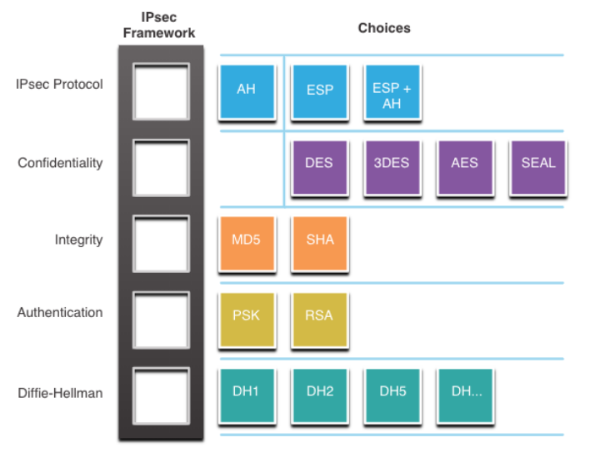 IPsec
Framework
Choices
IPsec Protocol
AH
ESP
ESP +
AH
Confidentiality
DES
3DES
AES
SEAL
Integrity
MD5
SHA
Authentication
PSK
RSA
Diffie-Hellman
DH1
DH2
DH5
DH...